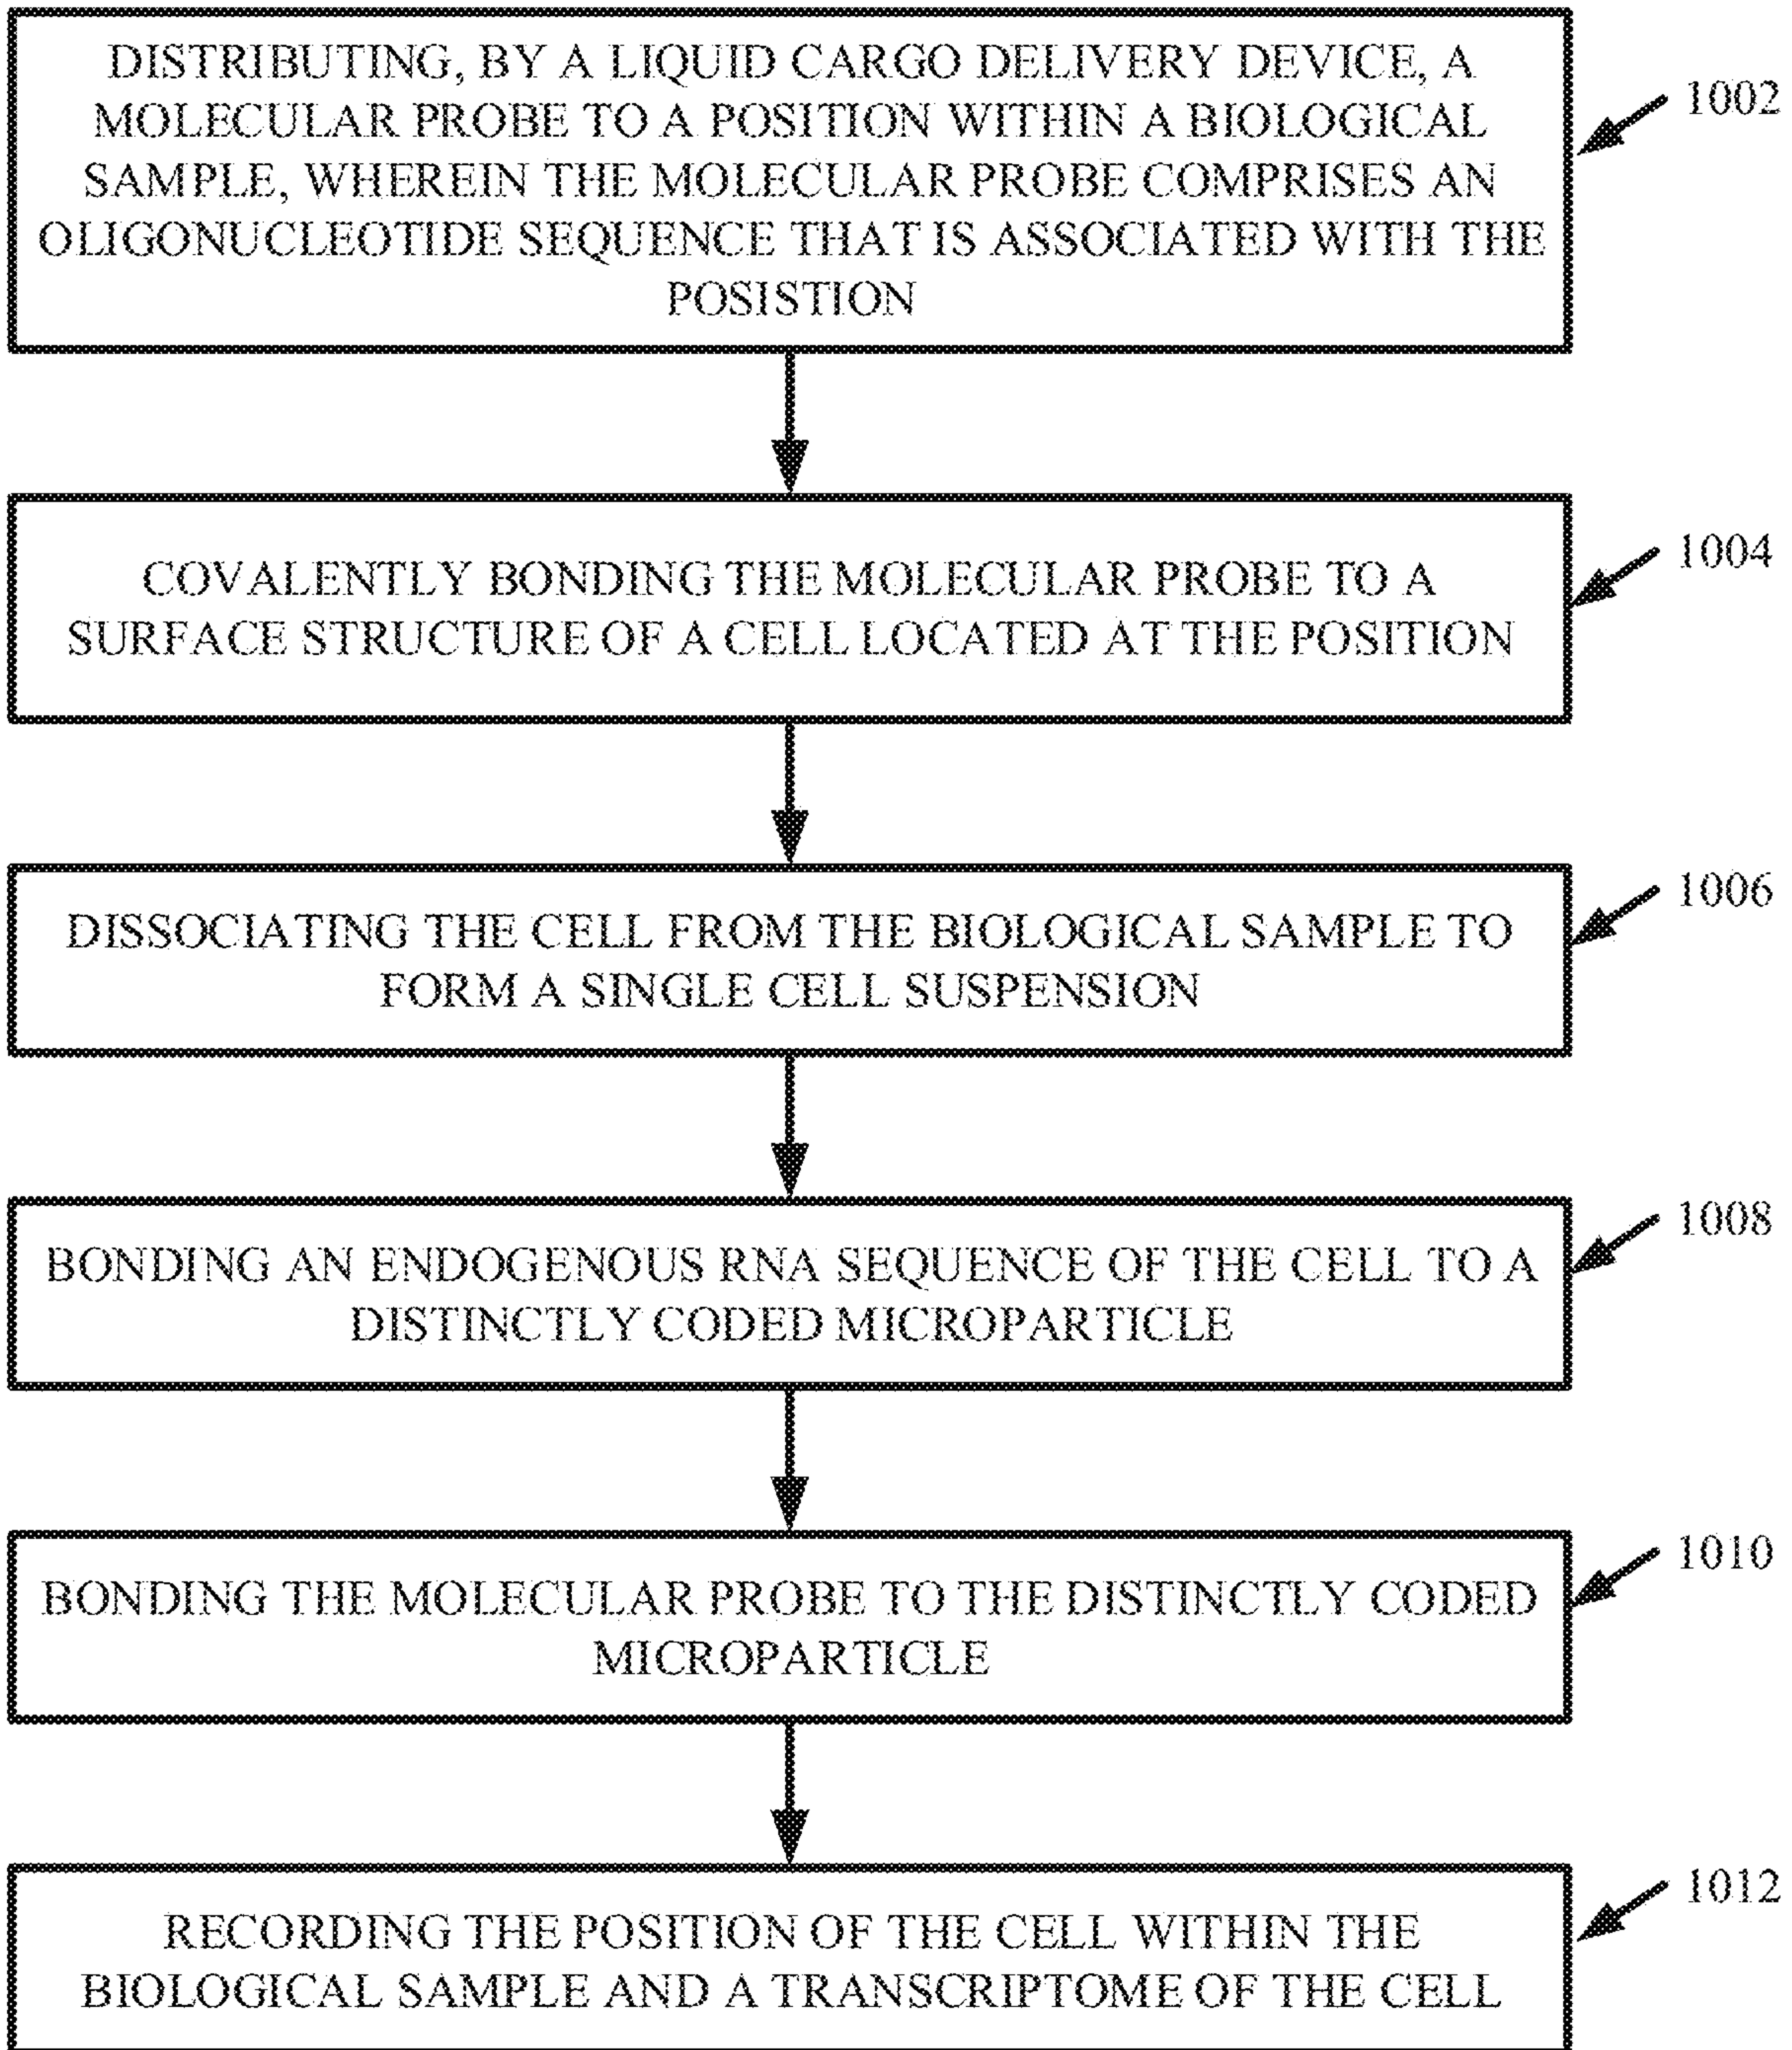 DISTRIBUTING, BY A LIQUID CARGO DELIVERY DEVICE, A
MOLECULAR PROBE TO A POSITION WITHIN A BIOLOGICAL
SAMPLE, WHEREIN THE MOLECULAR PROBE COMPRISES AN
OLIGONUCLEOTIDE SEQUENCE THAT IS ASSOCIATED WITH THE
POSISTION
1002
COVALENTLY BONDING THE MOLECULAR PROBE TO A
SURFACE STRUCTURE OF A CELL LOCATED AT THE POSITION
1004
DISSOCIATING THE CELL FROM THE BIOLOGICAL SAMPLE TO
FORM A SINGLE CELL SUSPENSION
1006
BONDING AN ENDOGENOUS RNA SEQUENCE OF THE CELL TO A
DISTINCTLY CODED MICROPARTICLE
1008
BONDING THE MOLECULAR PROBE TO THE DISTINCTLY CODED
MICROPARTICLE
1010
RECORDING THE POSITION OF THE CELL WITHIN THE
BIOLOGICAL SAMPLE AND A TRANSCRIPTOME OF THE CELL
1012